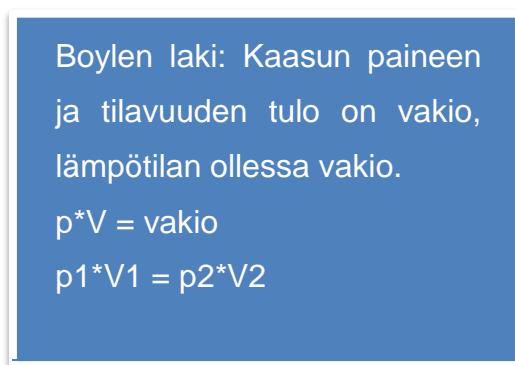 Boylen laki: Kaasun paineen
ja tilavuuden tulo on vakio,
lämpötilan ollessa vakio.
p*V = vakio
p1*V1 = p2*V2